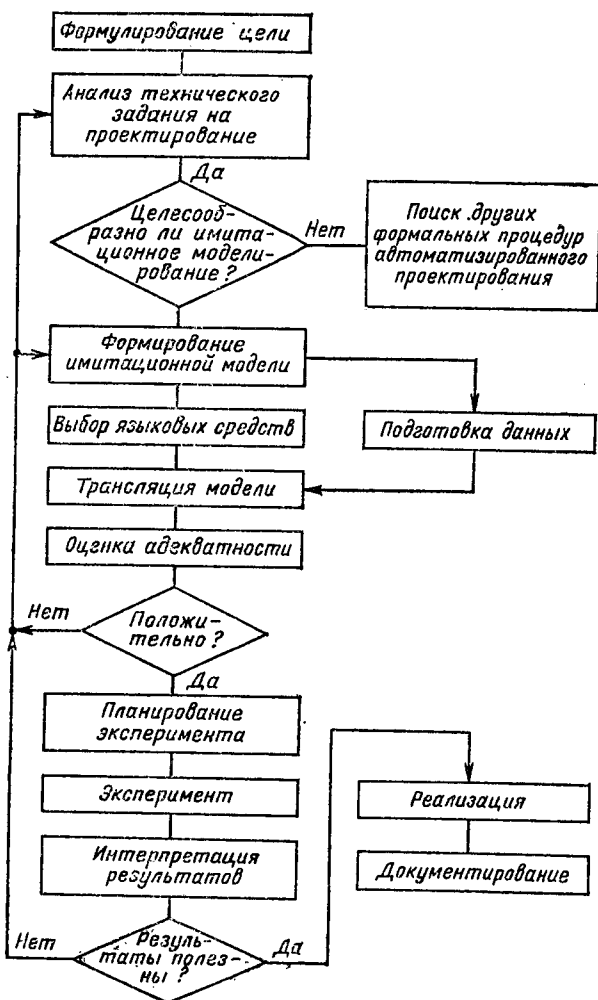 Формулирование цели
Анализ технического
задания на
проектирование
Да
Целесооб-
разно ли имита-
ционное модели-
рование?
Нет
Поиск других
формальных процедур
автоматизированного
проектирования
Формирование
имитационной модели
Выбор языковых средств
Подготовка данных
Трансляция модели
Оценка адекватности
Нет
Положи-
тельно?
Да
Планирование
эксперимента
Эксперимент
Реализация
Интерпретация
результатов
Документирование
Нет
Резуль-
таты полез-
ны?
Да